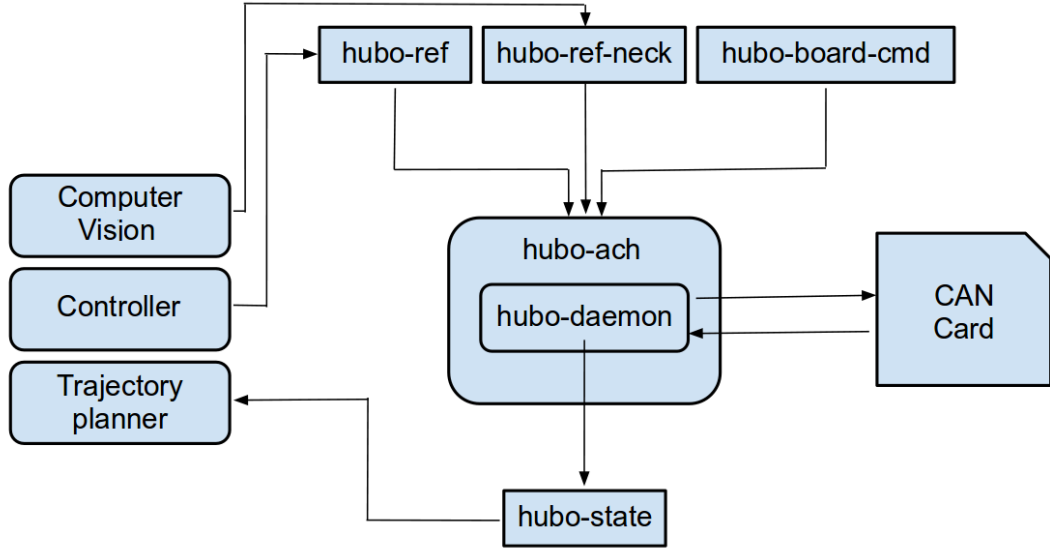 hubo-ref
hubo-ref-neck
hubo-board-cmd
Computer
Vision
Controller
Trajectory
planner
hubo-ach
hubo-daemon
CAN
Card
hubo-state